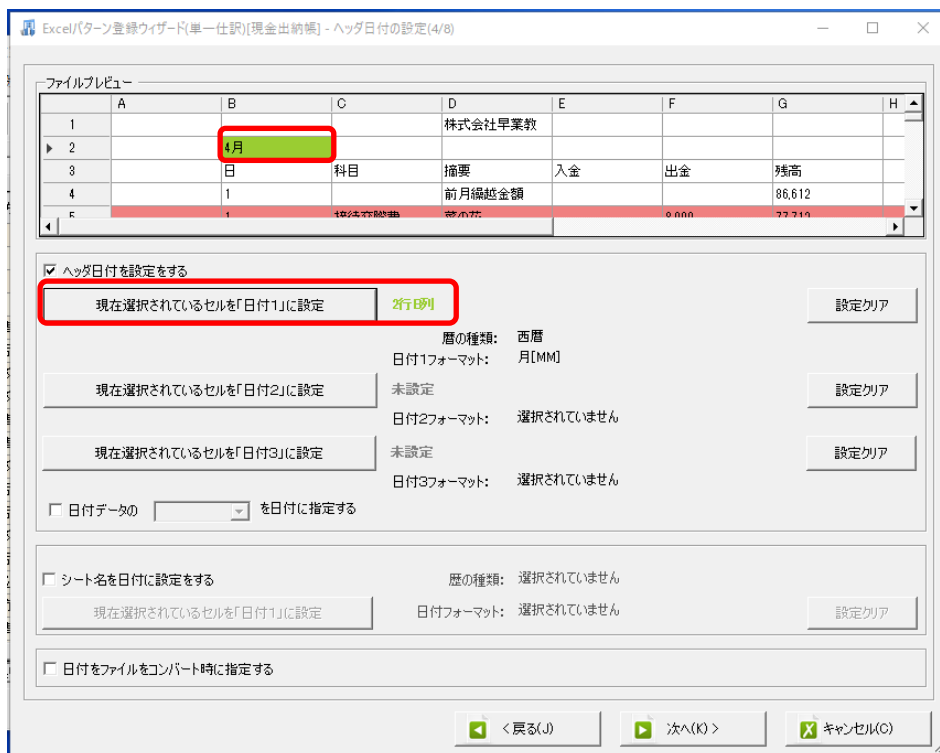 Excelパターン登録ウィザード(単一仕訳)[現金出納帳] - ヘッダ日付の設定(4/8)
ファイルプレビュー
A B C D E F G H
1 株式会社早業教
2 4月
3 日 科目 摘要 入金 出金 残高
4 1 前月繰越金額 86,612
5 1 接待交際費 菜の花 8,900 77,712
ヘッダ日付を設定をする
現在選択されているセルを「日付1」に設定 2行B列 設定クリア
暦の種類: 西暦
日付1フォーマット: 月[MM]
現在選択されているセルを「日付2」に設定 未設定 設定クリア
日付2フォーマット: 選択されていません
現在選択されているセルを「日付3」に設定 未設定 設定クリア
日付3フォーマット: 選択されていません
日付データの を日付に指定する
シート名を日付に設定をする 歴の種類: 選択されていません
現在選択されているセルを「日付1」に設定 日付フォーマット: 選択されていません 設定クリア
日付をファイルをコンバート時に指定する
<戻る(J) 次へ(K) > キャンセル(C)